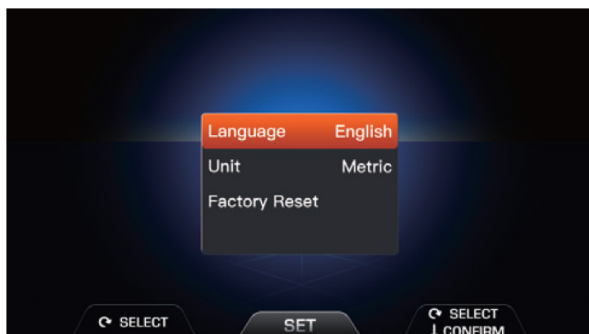 Language English
Unit Metric
Factory Reset
SELECT
SET
SELECT
CONFIRM